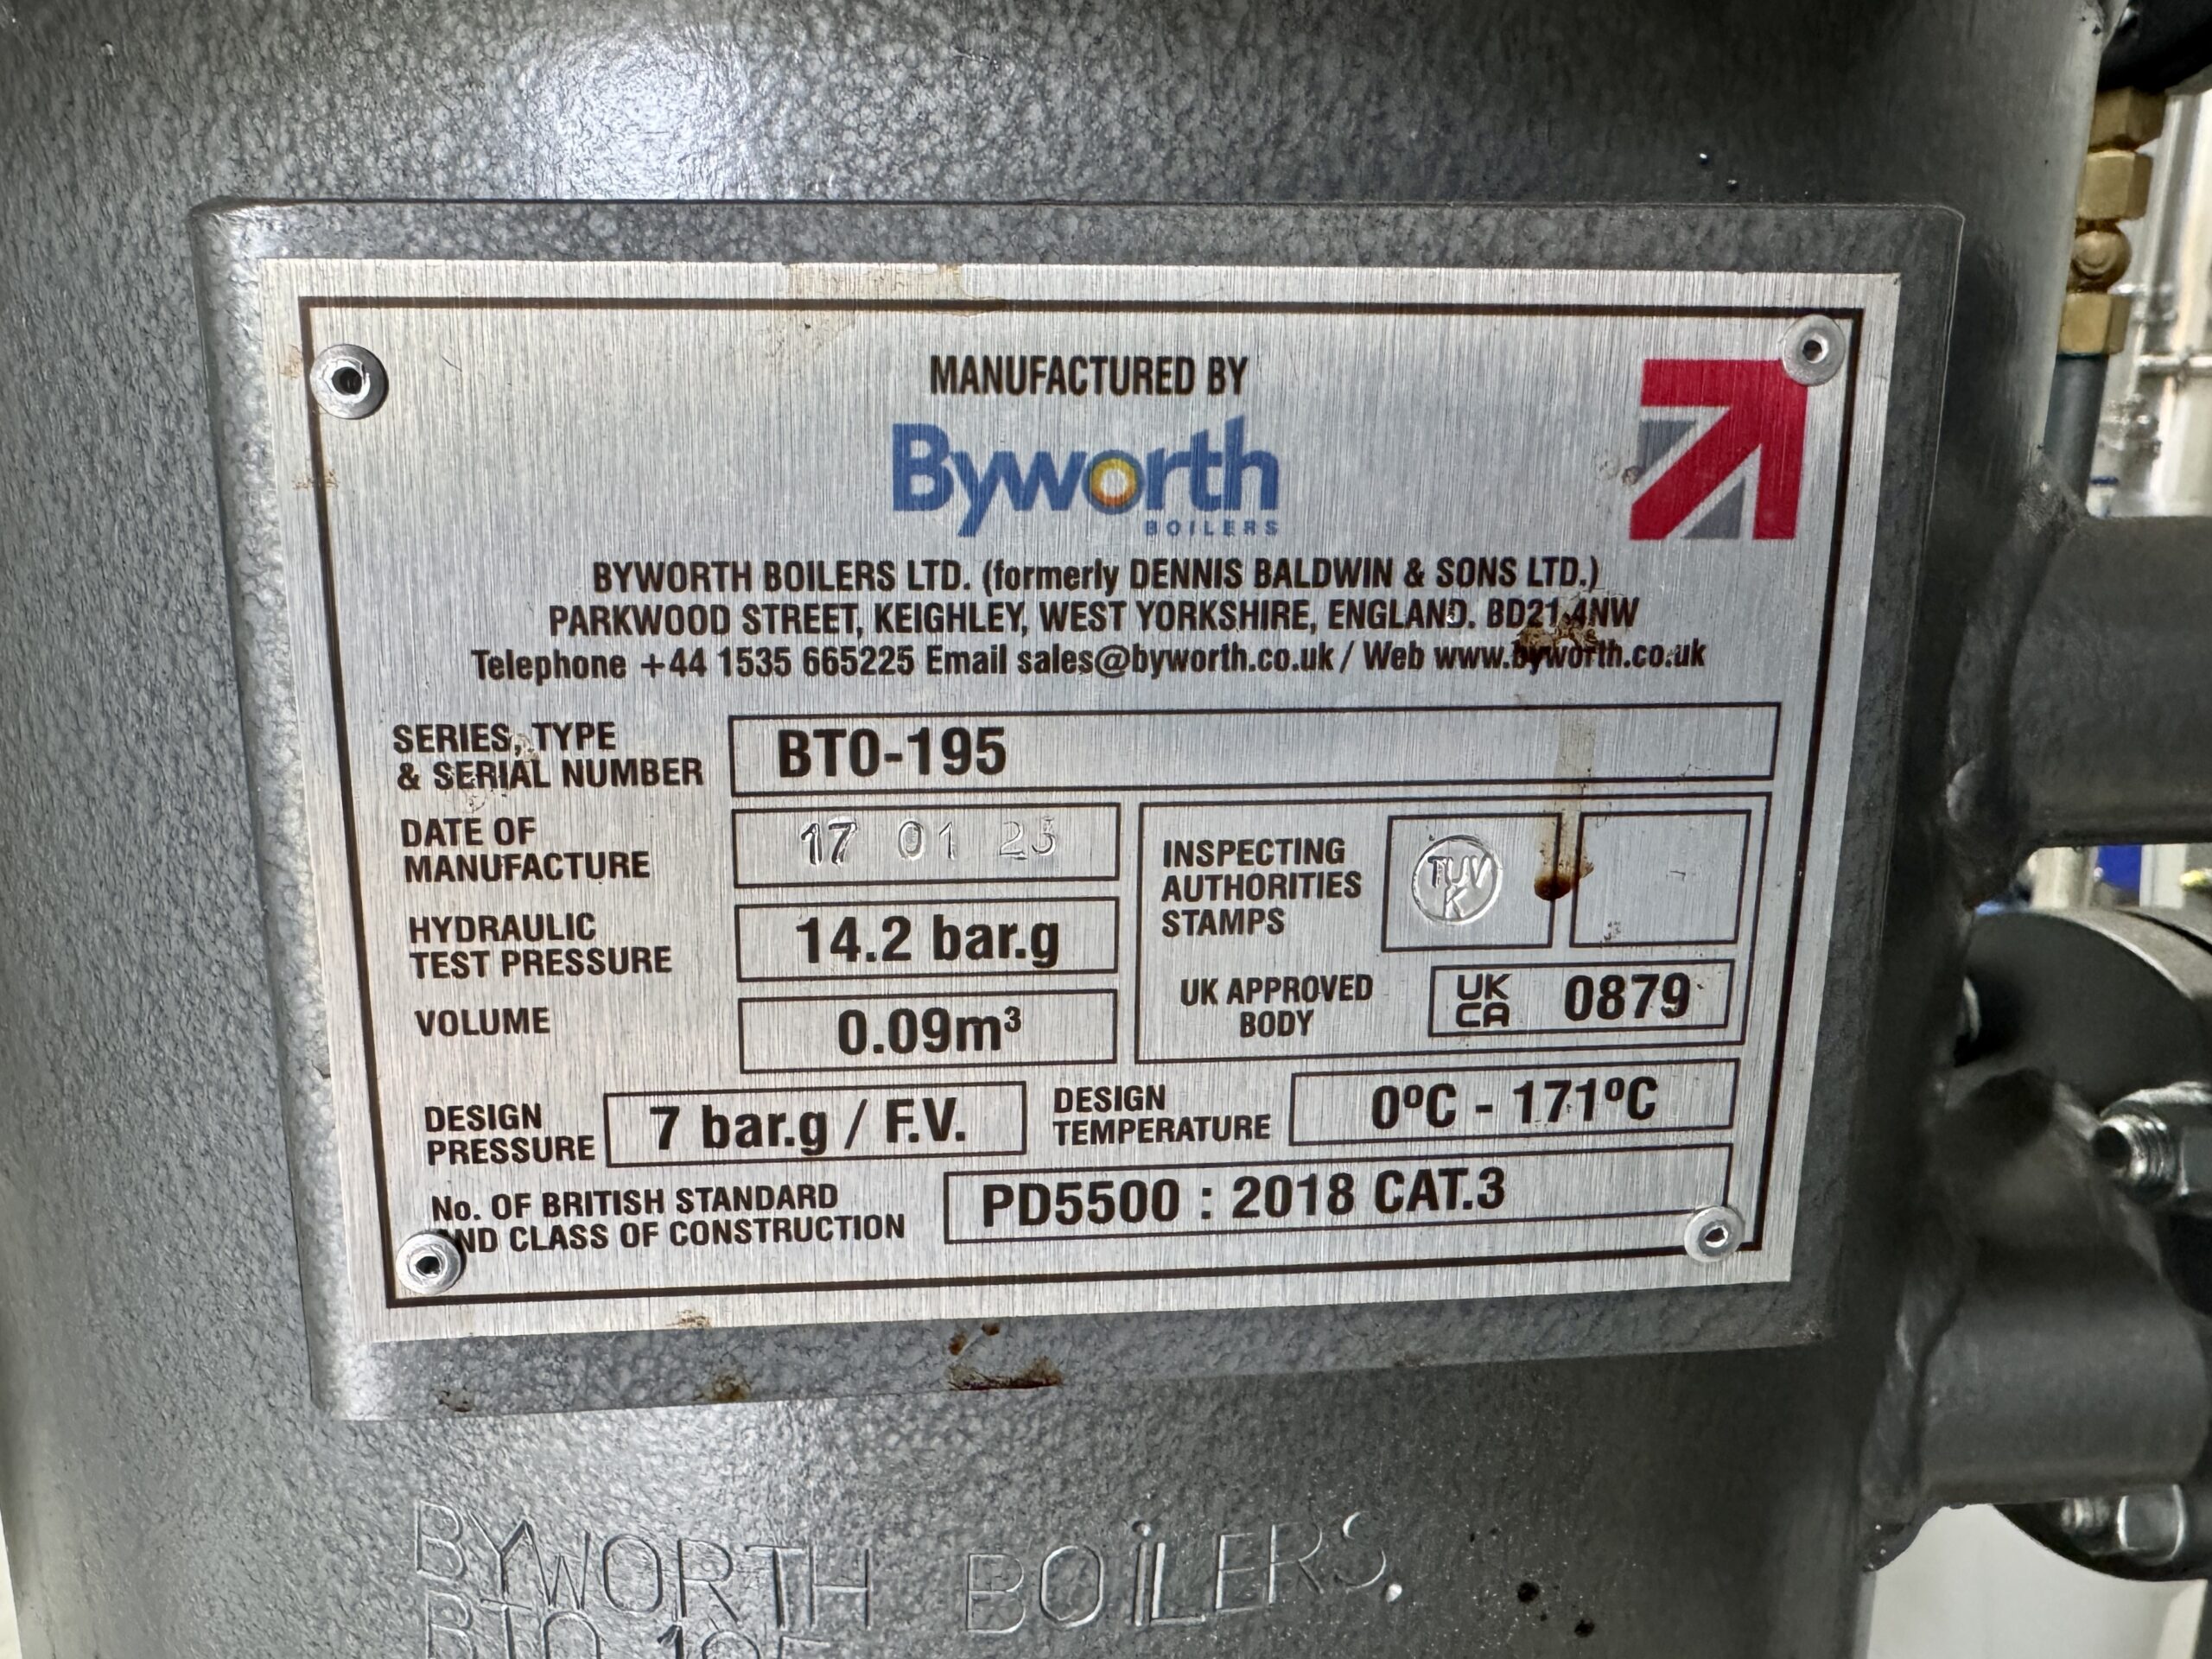 MANUFACTURED BY
Byworth
BOILERS
BYWORTH BOILERS LTD. (formerly DENNIS BALDWIN & SONS LTD.)
PARKWOOD STREET, KEIGHLEY, WEST YORKSHIRE, ENGLAND. BD21 4NW
Telephone +44 1535 665225 Email sales@byworth.co.uk / Web www.byworth.co.uk
SERIES, TYPE
& SERIAL NUMBER
BTO-195
DATE OF
MANUFACTURE
17 01 23
INSPECTING
AUTHORITIES
STAMPS
TUV
K
HYDRAULIC
TEST PRESSURE
14.2 bar.g
VOLUME
0.09m³
UK APPROVED
BODY
UK
CA
0879
DESIGN
PRESSURE
7 bar.g / F.V.
DESIGN
TEMPERATURE
0ºC - 171ºC
No. OF BRITISH STANDARD
AND CLASS OF CONSTRUCTION
PD5500 : 2018 CAT.3
BYWORTH BOILERS.
BTO 195